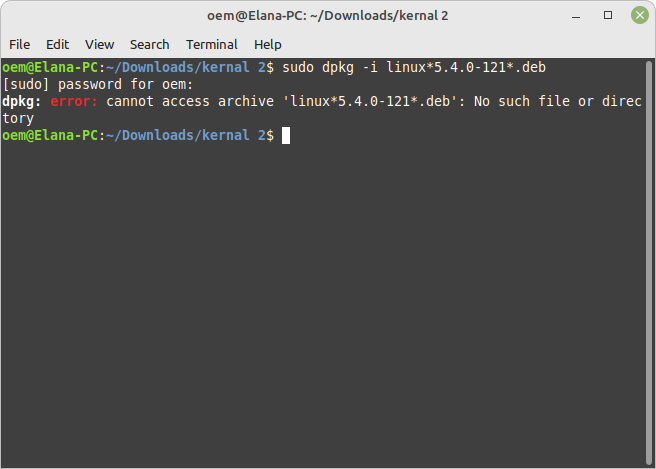 oem@Elana-PC: ~/Downloads/kernal 2
File Edit View Search Terminal Help
oem@Elana-PC:~/Downloads/kernal 2$ sudo dpkg -i linux*5.4.0-121*.deb
[sudo] password for oem:
dpkg: error: cannot access archive 'linux*5.4.0-121*.deb': No such file or direc
tory
oem@Elana-PC:~/Downloads/kernal 2$